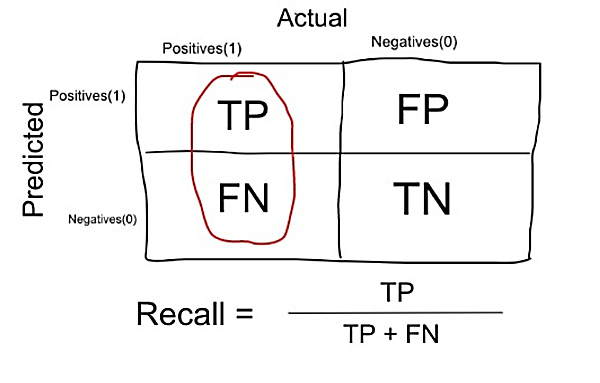 Actual
Positives(1)
Negatives(0)
Predicted
Positives(1)
TP
FP
Negatives(0)
FN
TN
Recall =
TP
TP + FN